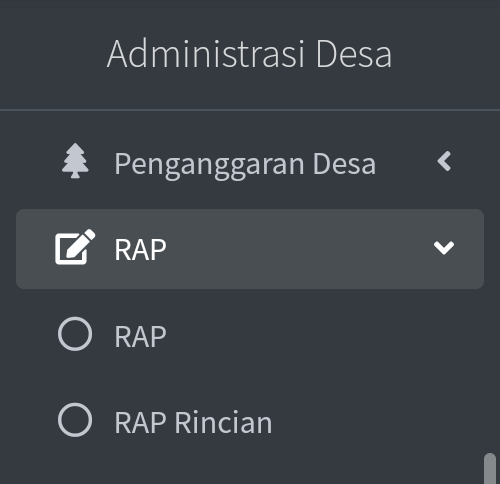 Administrasi Desa
Penganggaran Desa
RAP
RAP
RAP Rincian